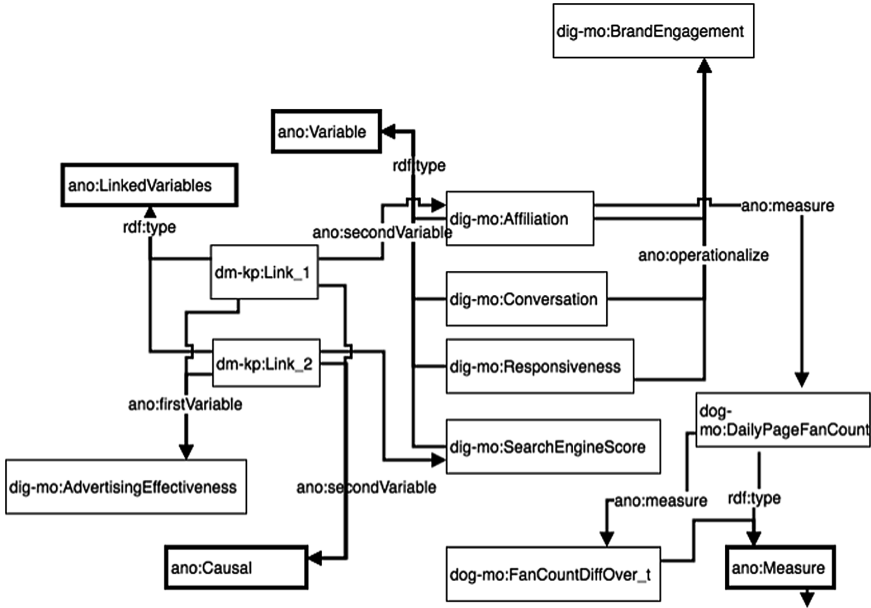 dig-mo:BrandEngagement
ano:Variable
rdf:type
ano:LinkedVariables
dig-mo:Affiliation
ano:measure
rdf:type
ano:secondVariable
dm-kp:Link_1
ano:operationalize
dig-mo:Conversation
dm-kp:Link_2
dig-mo:Responsiveness
ano:firstVariable
dog-
mo:DailyPageFanCount
dig-mo:SearchEngineScore
dig-mo:AdvertisingEffectiveness
ano:secondVariable
ano:measure
rdf:type
ano:Causal
dog-mo:FanCountDiffOver_t
ano:Measure